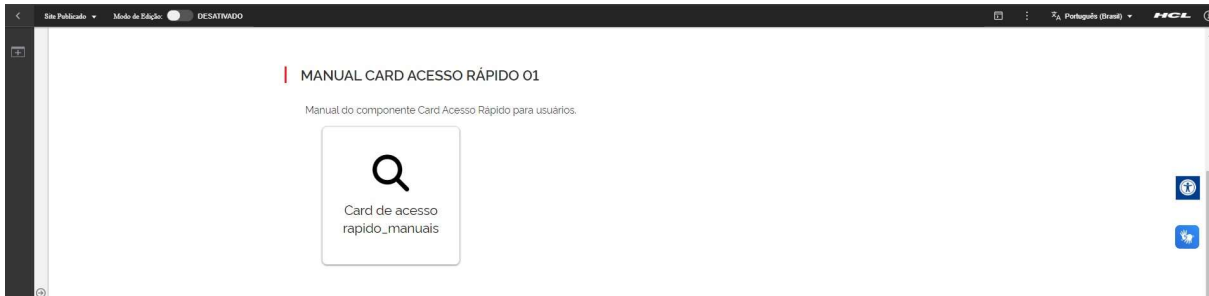 Site Publicado Modo de Edição: DESATIVADO Português (Brasil) HCL
MANUAL CARD ACESSO RÁPIDO 01
Manual do componente Card Acesso Rápido para usuários.
Card de acesso
rapido_manuais